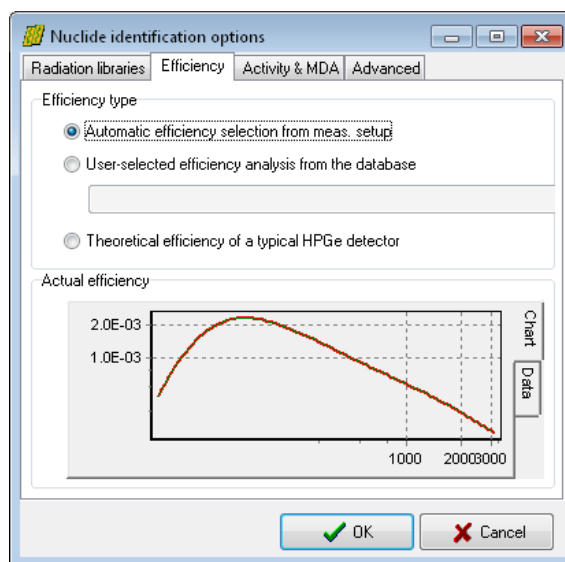 Nuclide identification options
Radiation libraries Efficiency Activity & MDA Advanced
Efficiency type
Automatic efficiency selection from meas. setup
User-selected efficiency analysis from the database
Theoretical efficiency of a typical HPGe detector
Actual efficiency
2.0E-03
1.0E-03
1000 2000 3000
Chart
Data
OK Cancel